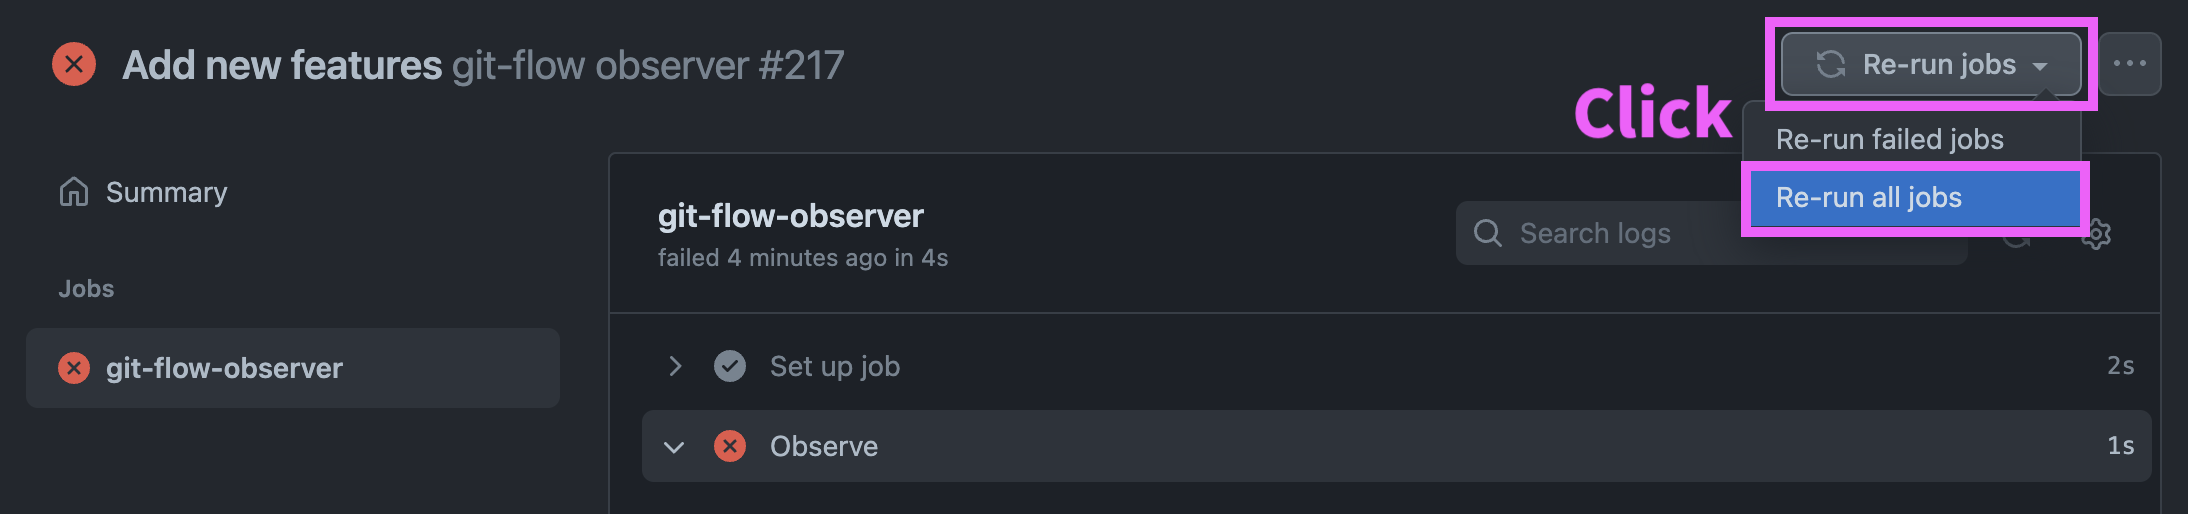 Add new features git-flow observer #217
Re-run jobs
Click
Re-run failed jobs
Re-run all jobs
Summary
Jobs
git-flow-observer
git-flow-observer
failed 4 minutes ago in 4s
Search logs
Set up job 2s
Observe 1s